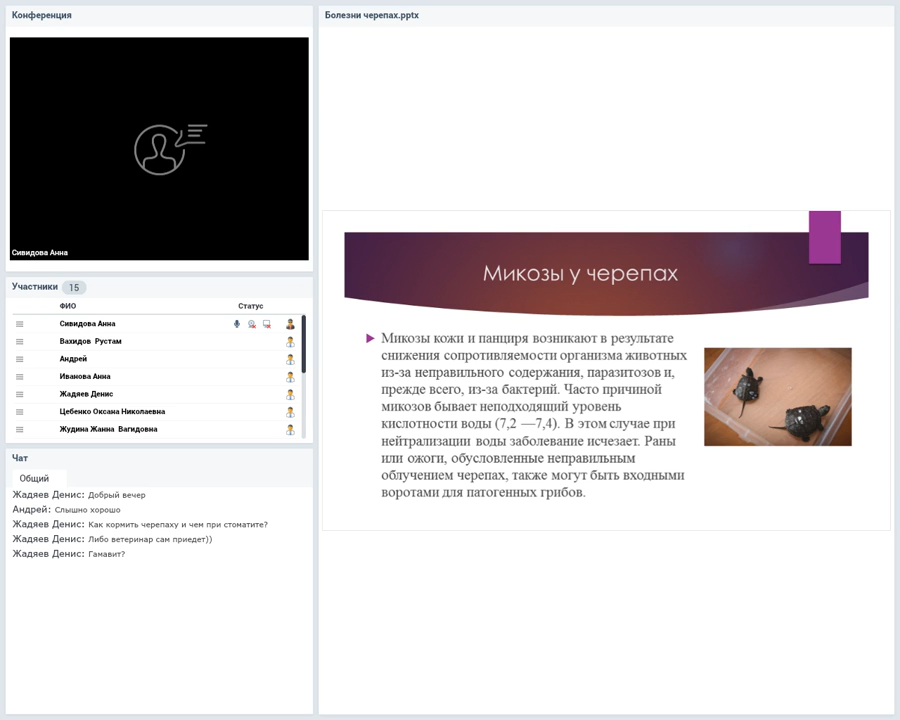 Конференция
Сивидова Анна
Участники 15
ФИО Статус
Сивидова Анна
Вахидов Рустам
Андрей
Иванова Анна
Жадяев Денис
Цебенко Оксана Николаевна
Жудина Жанна Вагидовна
Чат
Общий
Жадяев Денис: Добрый вечер
Андрей: Слышно хорошо
Жадяев Денис: Как кормить черепаху и чем при стоматите?
Жадяев Денис: Либо ветеринар сам приедет))
Жадяев Денис: Гамавит?
Болезни черепах.pptx
Микозы у черепах
Микозы кожи и панциря возникают в результате
снижения сопротивляемости организма животных
из-за неправильного содержания, паразитозов и,
прежде всего, из-за бактерий. Часто причиной
микозов бывает неподходящий уровень
кислотности воды (7,2 —7,4). В этом случае при
нейтрализации воды заболевание исчезает. Раны
или ожоги, обусловленные неправильным
облучением черепах, также могут быть входными
воротами для патогенных грибов.